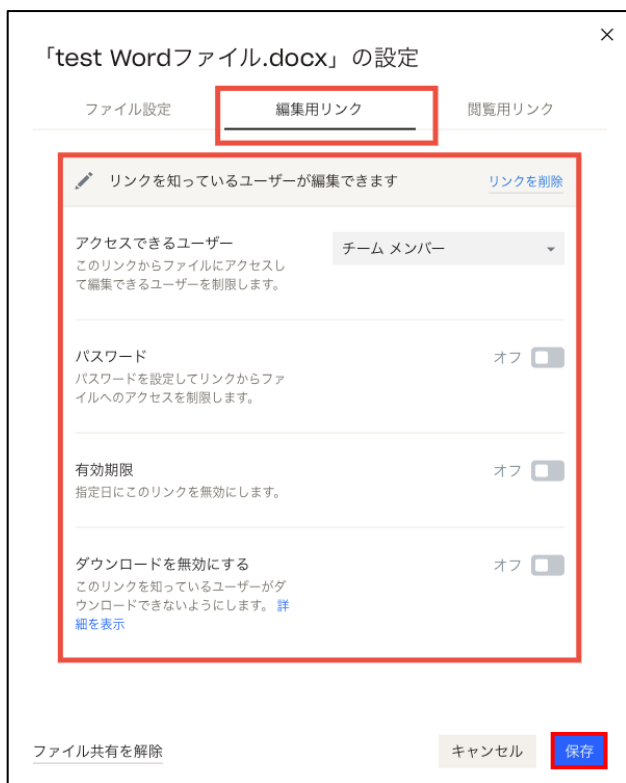 「test Wordファイル.docx」の設定
ファイル設定
編集用リンク
閲覧用リンク
リンクを知っているユーザーが編集できます
リンクを削除
アクセスできるユーザー
チーム メンバー
このリンクからファイルにアクセスし
て編集できるユーザーを制限します。
パスワード
オフ
パスワードを設定してリンクからファ
イルへのアクセスを制限します。
有効期限
オフ
指定日にこのリンクを無効にします。
ダウンロードを無効にする
オフ
このリンクを知っているユーザーがダ
ウンロードできないようにします。 詳
細を表示
ファイル共有を解除
キャンセル
保存